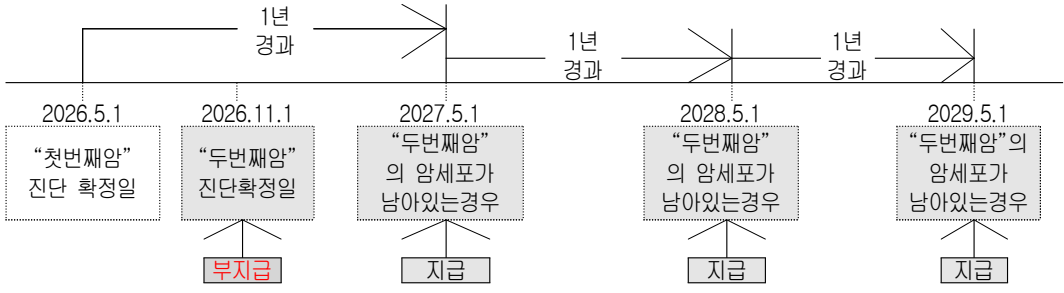 1년
경과
1년
경과
1년
경과
2026.5.1
2026.11.1
2027.5.1
2028.5.1
2029.5.1
“첫번째암”
진단 확정일
“두번째암”
진단확정일
“두번째암”
의 암세포가
남아있는경우
“두번째암”
의 암세포가
남아있는경우
“두번째암”의
암세포가
남아있는경우
부지급
지급
지급
지급